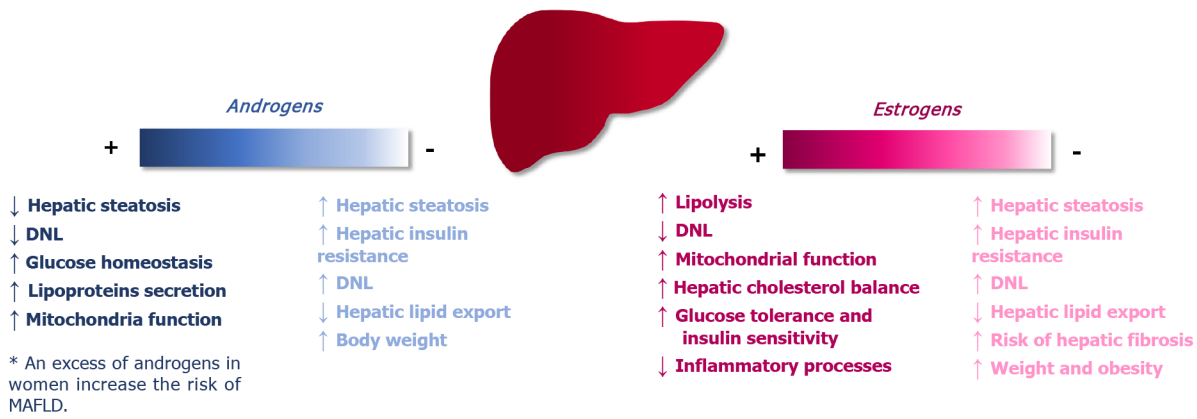 Androgens
+
-
↓ Hepatic steatosis
↓ DNL
↑ Glucose homeostasis
↑ Lipoproteins secretion
↑ Mitochondria function
* An excess of androgens in
women increase the risk of
MAFLD.
↑ Hepatic steatosis
↑ Hepatic insulin
resistance
↑ DNL
↓ Hepatic lipid export
↑ Body weight
Estrogens
+
-
↑ Lipolysis
↓ DNL
↑ Mitochondrial function
↑ Hepatic cholesterol balance
↑ Glucose tolerance and
insulin sensitivity
↓ Inflammatory processes
↑ Hepatic steatosis
↑ Hepatic insulin
resistance
↑ DNL
↓ Hepatic lipid export
↑ Risk of hepatic fibrosis
↑ Weight and obesity